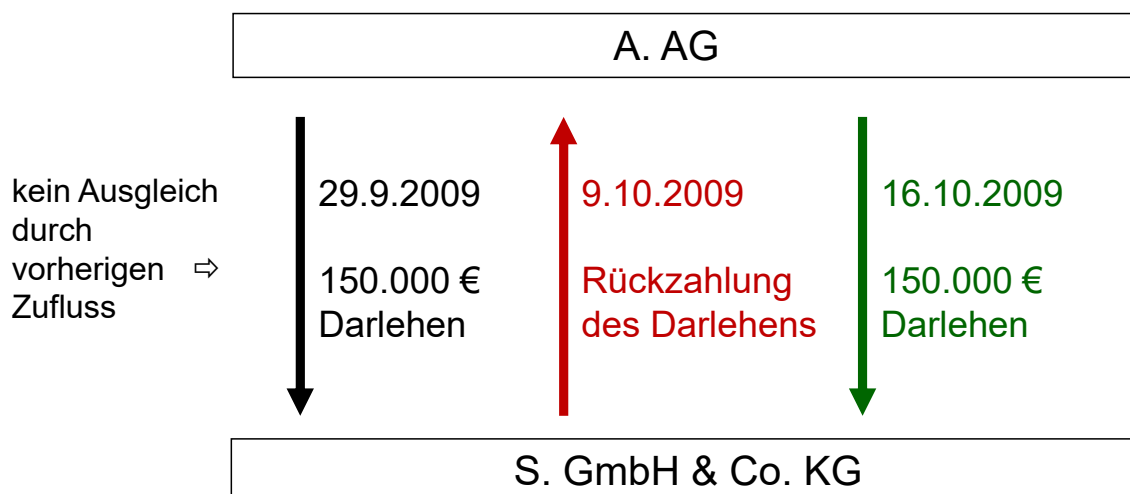 A. AG
kein Ausgleich
durch
vorherigen ⇨
Zufluss
29.9.2009
150.000 €
Darlehen
9.10.2009
Rückzahlung
des Darlehens
16.10.2009
150.000 €
Darlehen
S. GmbH & Co. KG